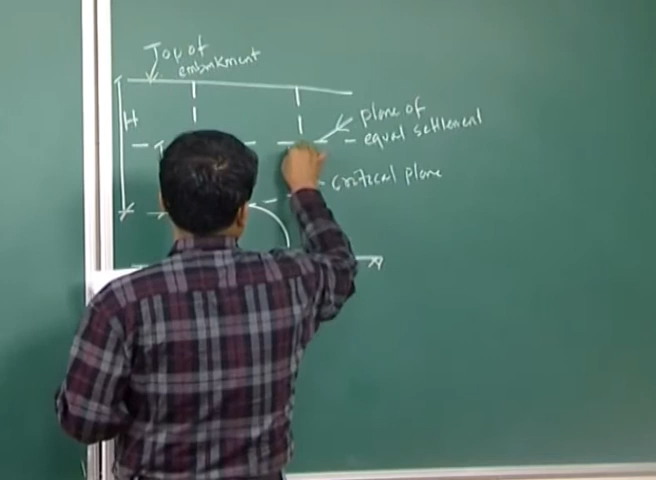 Top of
embankment
H
plane of
equal settlement
critical plane